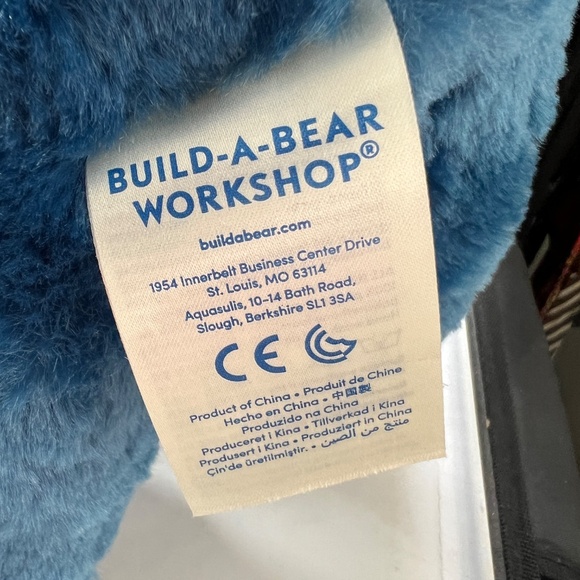 BUILD-A-BEAR
WORKSHOP®
buildabear.com
1954 Innerbelt Business Center Drive
St. Louis, MO 63114
Aquasulis, 10-14 Bath Road,
Slough, Berkshire SL1 3SA
CE
Product of China • Produit de Chine
Hecho en China • 中国製
Produzido na China
Produceret i Kina • Tillverkad i Kina
Produsert i Kina • Produziert in China
Çin'de üretilmiştir. • منتج من الصين